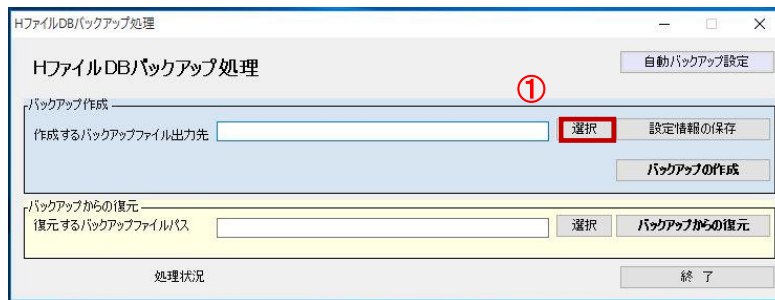 HファイルDBバックアップ処理
HファイルDBバックアップ処理
自動バックアップ設定
①
バックアップ作成
作成するバックアップファイル出力先
選択
設定情報の保存
バックアップの作成
バックアップからの復元
復元するバックアップファイルパス
選択
バックアップからの復元
処理状況
終 了